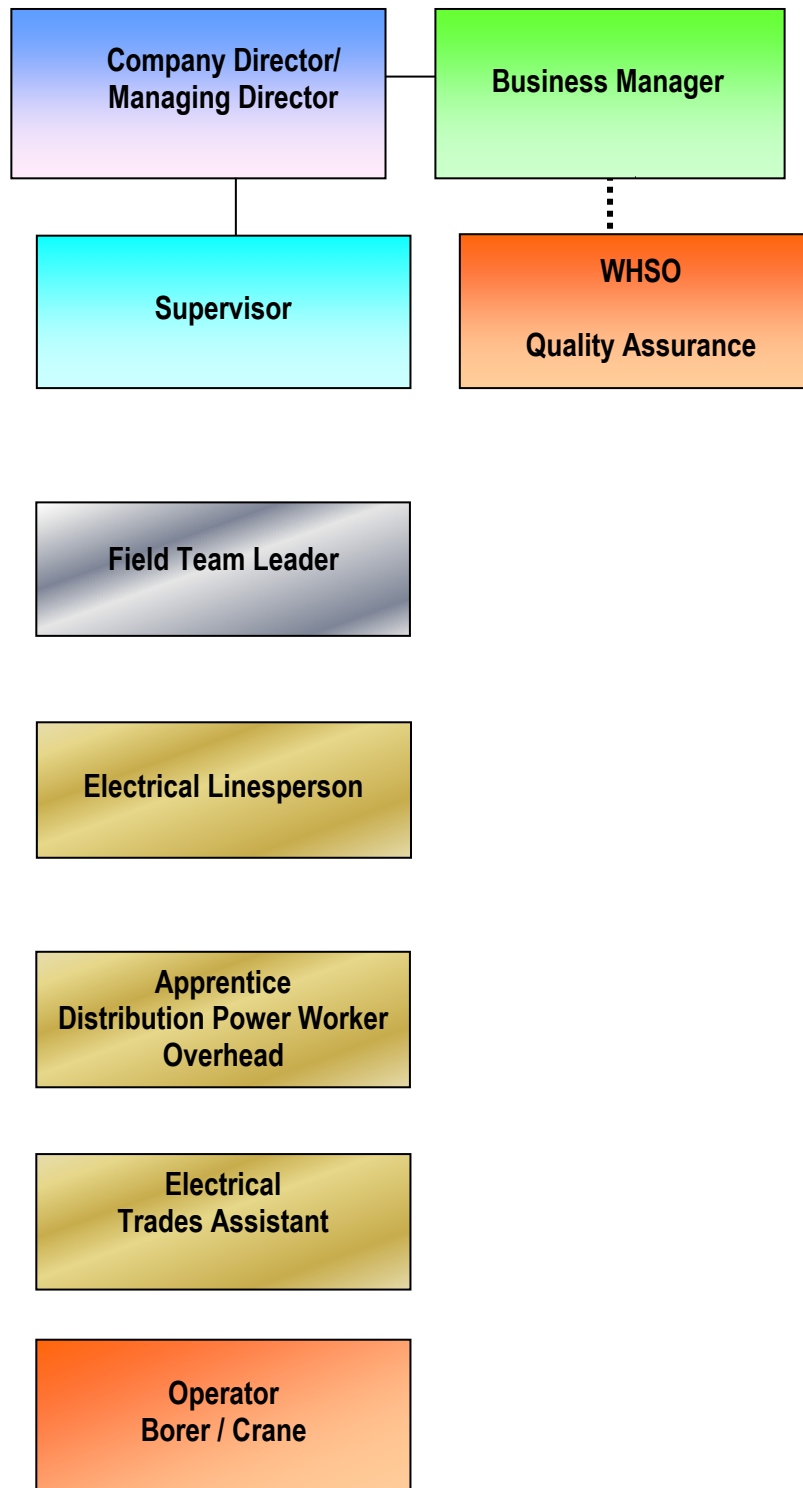 Company Director/
Managing Director
Business Manager
Supervisor
WHSO
Quality Assurance
Field Team Leader
Electrical Linesperson
Apprentice
Distribution Power Worker
Overhead
Electrical
Trades Assistant
Operator
Borer / Crane